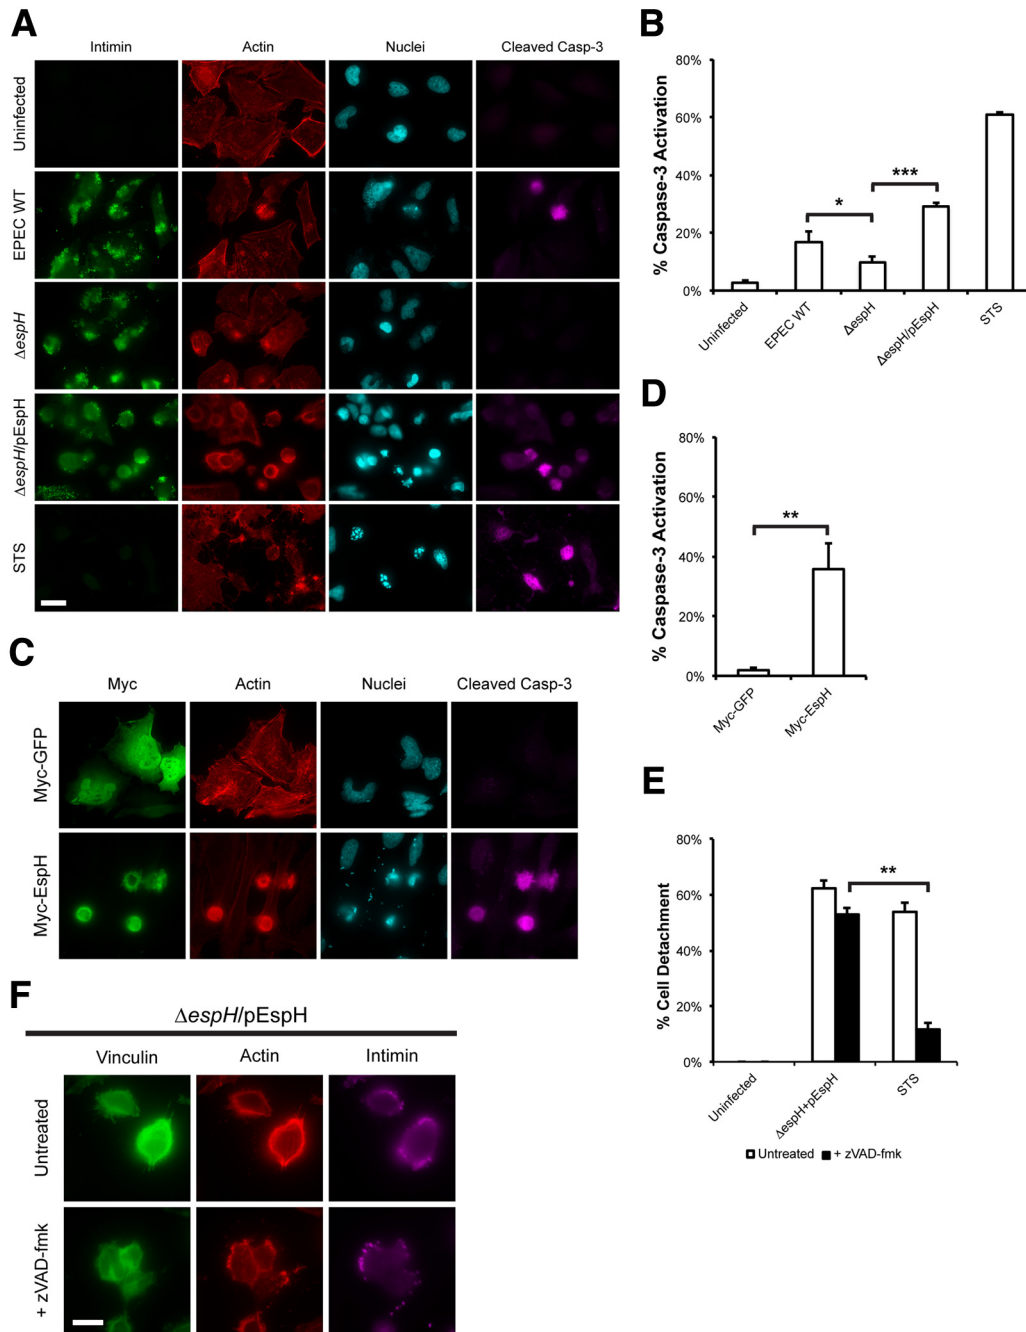 A
Intimin Actin Nuclei Cleaved Casp-3
Uninfected
EPEC WT
ΔespH
ΔespH/pEspH
STS
B
% Caspase-3 Activation
80%
60%
40%
20%
0%
*
***
Uninfected
EPEC WT
ΔespH
ΔespH/pEspH
STS
C
Myc Actin Nuclei Cleaved Casp-3
Myc-GFP
Myc-EspH
D
% Caspase-3 Activation
80%
60%
40%
20%
0%
**
Myc-GFP
Myc-EspH
E
% Cell Detachment
80%
60%
40%
20%
0%
**
Uninfected
ΔespH+pEspH
STS
Untreated + zVAD-fmk
F
ΔespH/pEspH
Vinculin Actin Intimin
Untreated
+ zVAD-fmk